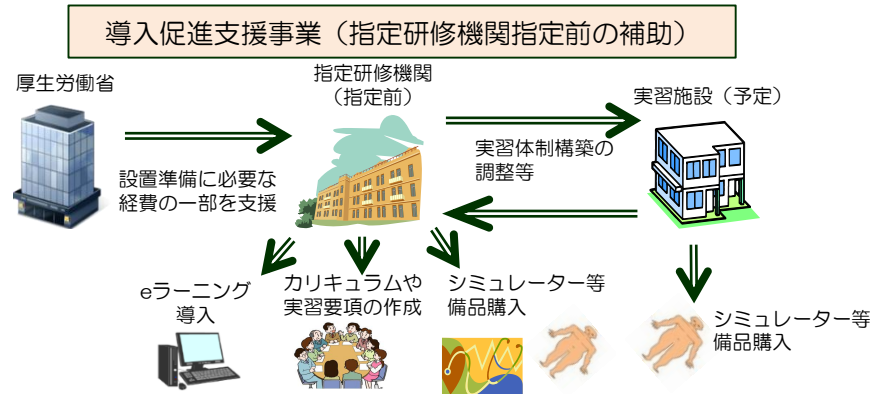 導入促進支援事業（指定研修機関指定前の補助）
厚生労働省
指定研修機関
（指定前）
実習施設（予定）
設置準備に必要な
経費の一部を支援
実習体制構築の
調整等
eラーニング
導入
カリキュラムや
実習要項の作成
シミュレーター等
備品購入
シミュレーター等
備品購入